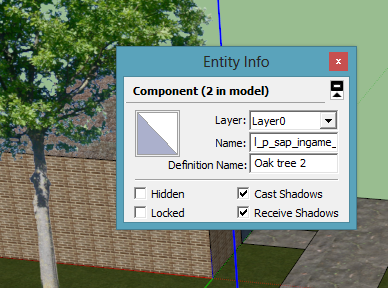 Entity Info
x
Component (2 in model)
Layer: Layer0
Name: l_p_sap_ingame_
Definition Name: Oak tree 2
Hidden Cast Shadows
Locked Receive Shadows